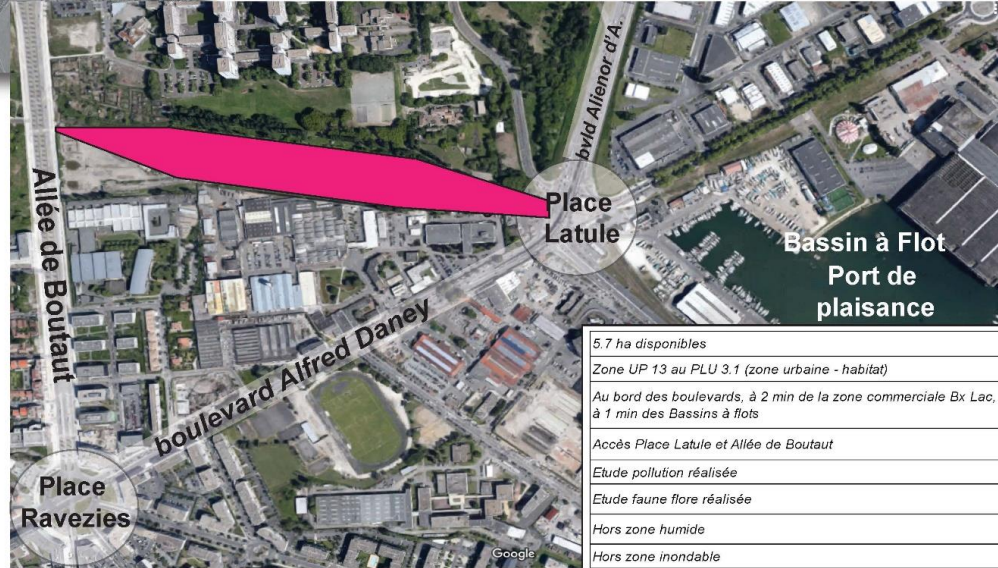 bvld Alienor d'A.
Allée de Boutaut
Place
Latule
Bassin à Flot
Port de
plaisance
boulevard Alfred Daney
Place
Ravezies
5.7 ha disponibles
Zone UP 13 au PLU 3.1 (zone urbaine - habitat)
Au bord des boulevards, à 2 min de la zone commerciale Bx Lac,
à 1 min des Bassins à flots
Accès Place Latule et Allée de Boutaut
Etude pollution réalisée
Etude faune flore réalisée
Hors zone humide
Hors zone inondable
Google